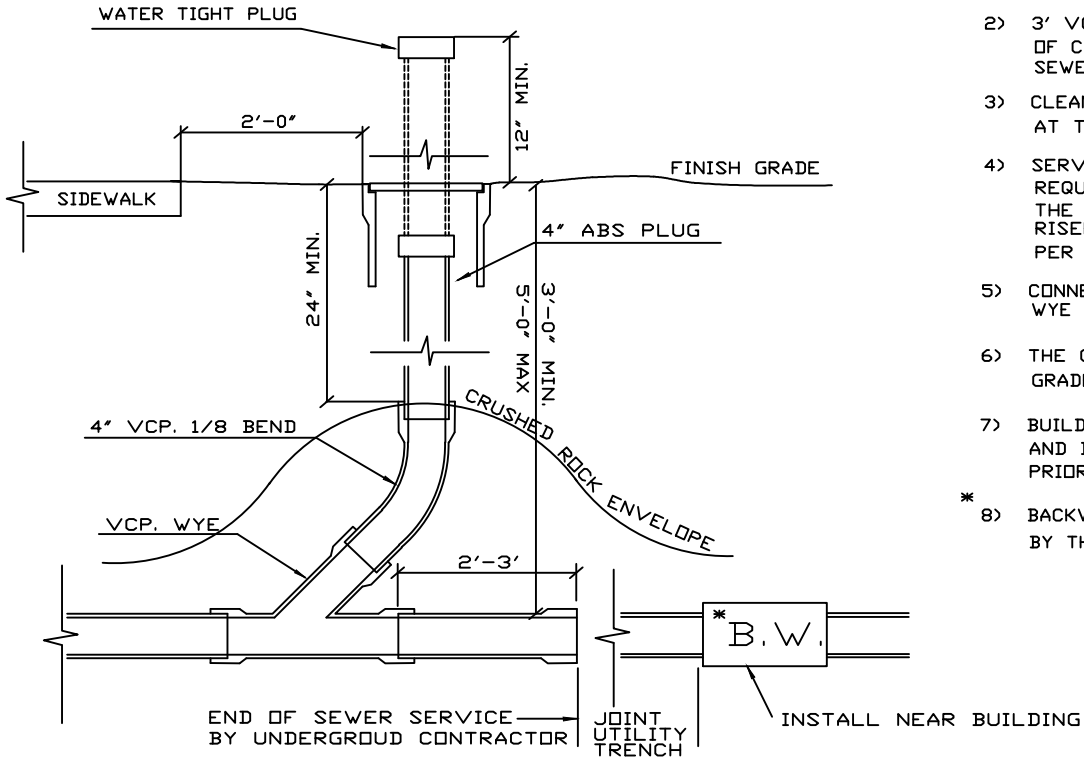 WATER TIGHT PLUG
12" MIN.
2'-0"
FINISH GRADE
SIDEWALK
4" ABS PLUG
24" MIN.
3'-0" MIN.
5'-0" MAX
CRUSHED ROCK ENVELOPE
4" VCP. 1/8 BEND
VCP. WYE
2'-3'
* B.W.
END OF SEWER SERVICE
BY UNDERGROUD CONTRACTOR
JOINT
UTILITY
TRENCH
INSTALL NEAR BUILDING
2) 3' VC
OF C
SEWE
3) CLEAN
AT T
4) SERV
REQU
THE
RISE
PER
5) CONNE
WYE
6) THE
GRADE
7) BUILD
AND
PRIOR
*
8) BACKV
BY TH